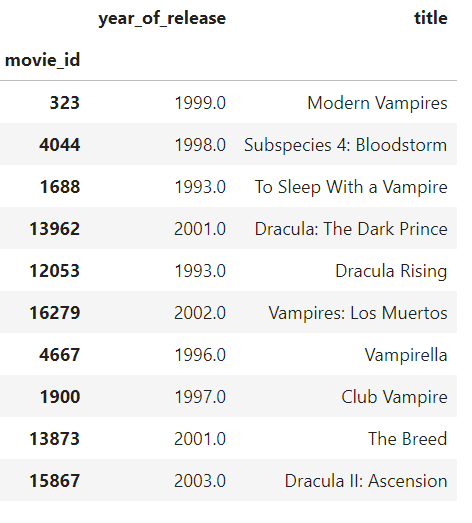 year_of_release title
movie_id
323 1999.0 Modern Vampires
4044 1998.0 Subspecies 4: Bloodstorm
1688 1993.0 To Sleep With a Vampire
13962 2001.0 Dracula: The Dark Prince
12053 1993.0 Dracula Rising
16279 2002.0 Vampires: Los Muertos
4667 1996.0 Vampirella
1900 1997.0 Club Vampire
13873 2001.0 The Breed
15867 2003.0 Dracula II: Ascension